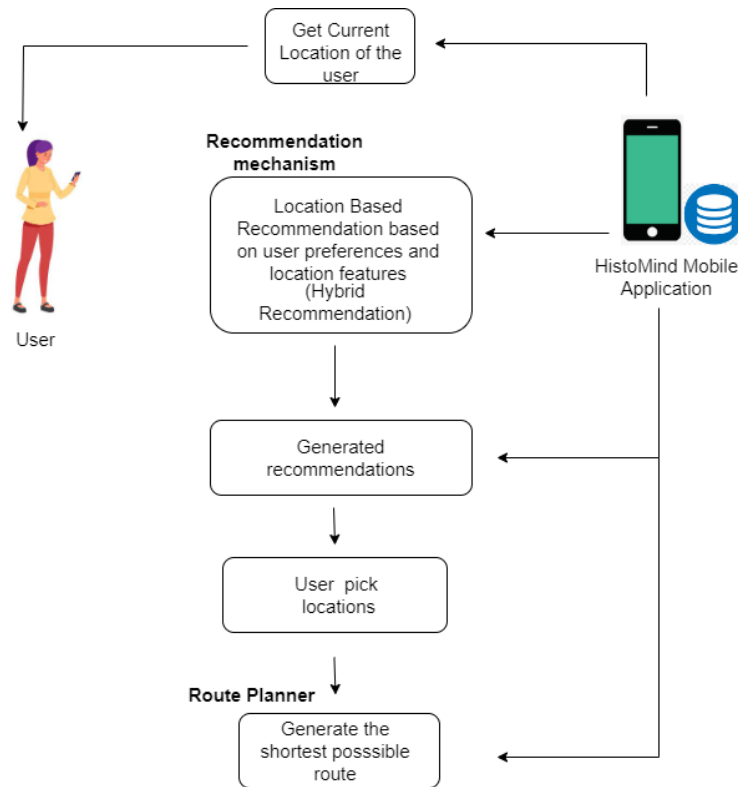 Get Current
Location of the
user
Recommendation
mechanism
Location Based
Recommendation based
on user preferences and
location features
(Hybrid
Recommendation)
HistoMind Mobile
Application
User
Generated
recommendations
User pick
locations
Route Planner
Generate the
shortest posssible
route